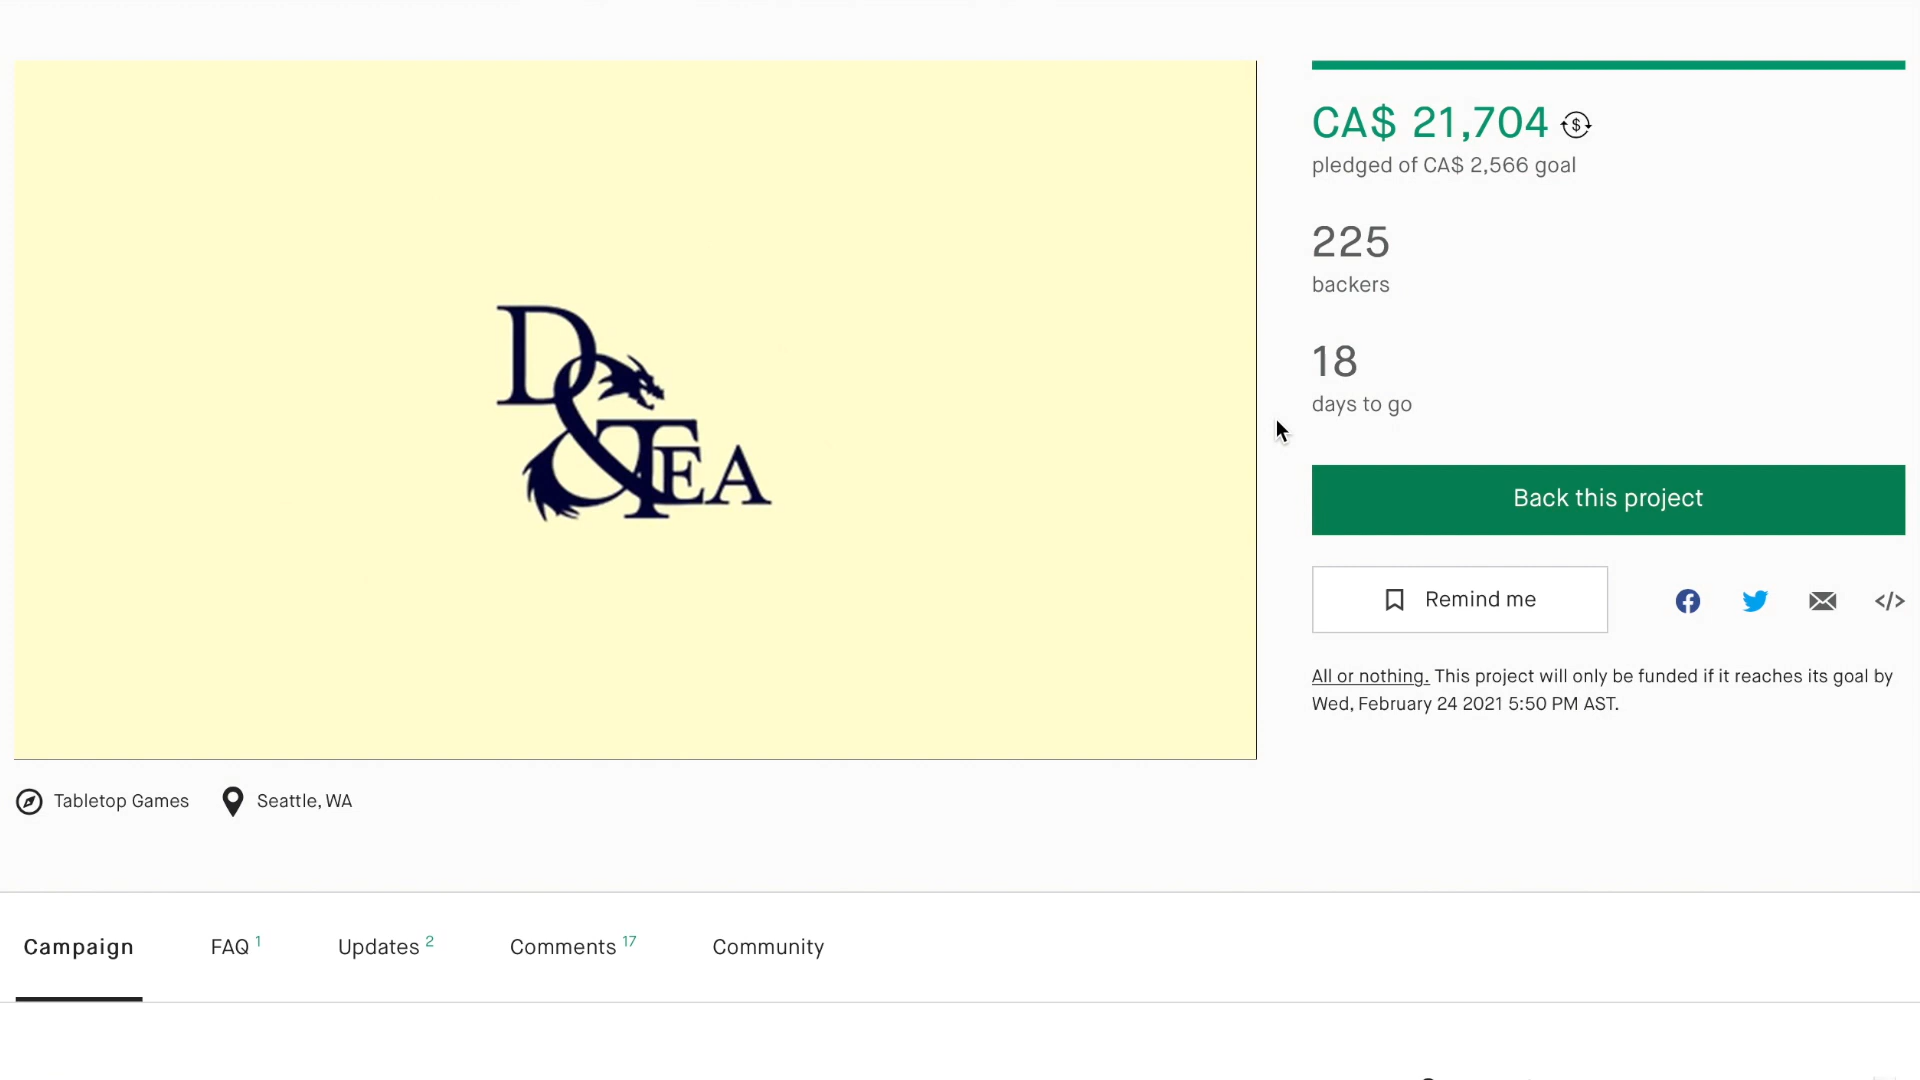 D&TEA
CA$ 21,704
pledged of CA$ 2,566 goal
225
backers
18
days to go
Back this project
Remind me
</>
All or nothing. This project will only be funded if it reaches its goal by
Wed, February 24 2021 5:50 PM AST.
Tabletop Games Seattle, WA
Campaign FAQ 1 Updates 2 Comments 17 Community